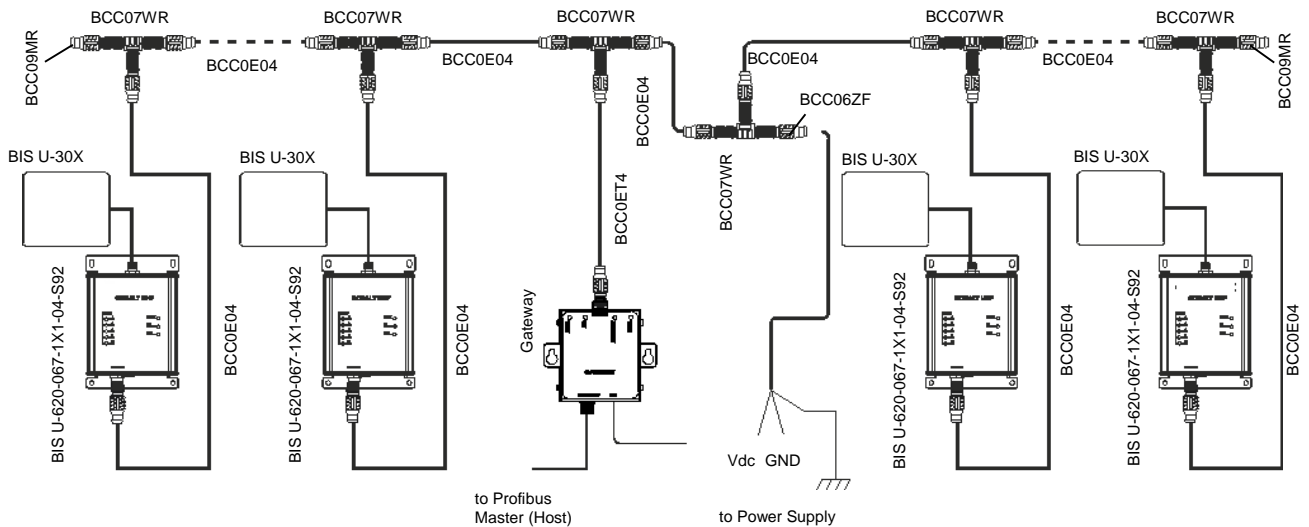 BCC07WR
BCC07WR
BCC07WR
BCC07WR
BCC07WR
BCC09MR
BCC0E04
BCC0E04
BCC0E04
BCC0E04
BCC0E04
BCC09MR
BCC06ZF
BCC07WR
BCC0ET4
BIS U-30X
BIS U-30X
BIS U-30X
BIS U-30X
BIS U-620-067-1X1-04-S92
BCC0E04
BIS U-620-067-1X1-04-S92
BCC0E04
Gateway
BIS U-620-067-1X1-04-S92
BCC0E04
BIS U-620-067-1X1-04-S92
BCC0E04
Vdc GND
to Profibus
Master (Host)
to Power Supply